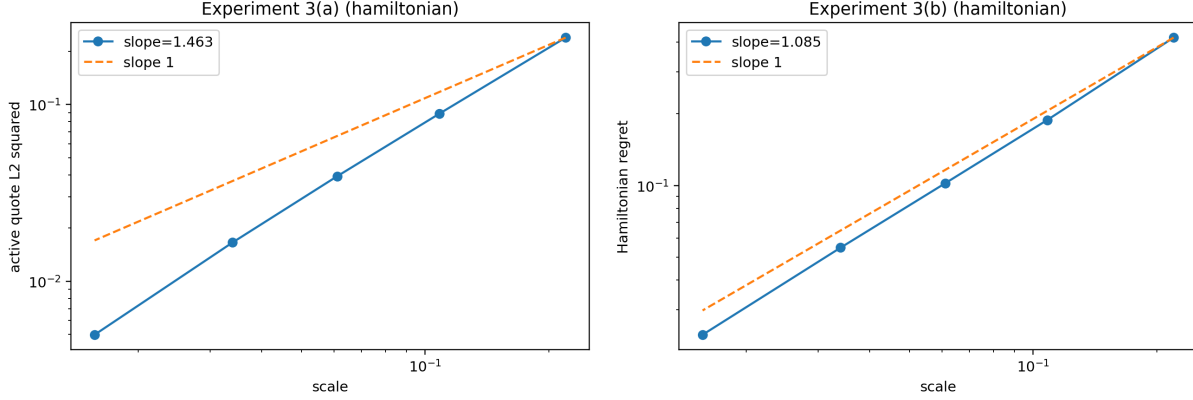 Experiment 3(a) (hamiltonian)
slope=1.463
slope 1
active quote L2 squared
10⁻¹
10⁻²
10⁻¹
scale
Experiment 3(b) (hamiltonian)
slope=1.085
slope 1
Hamiltonian regret
10⁻¹
10⁻¹
scale